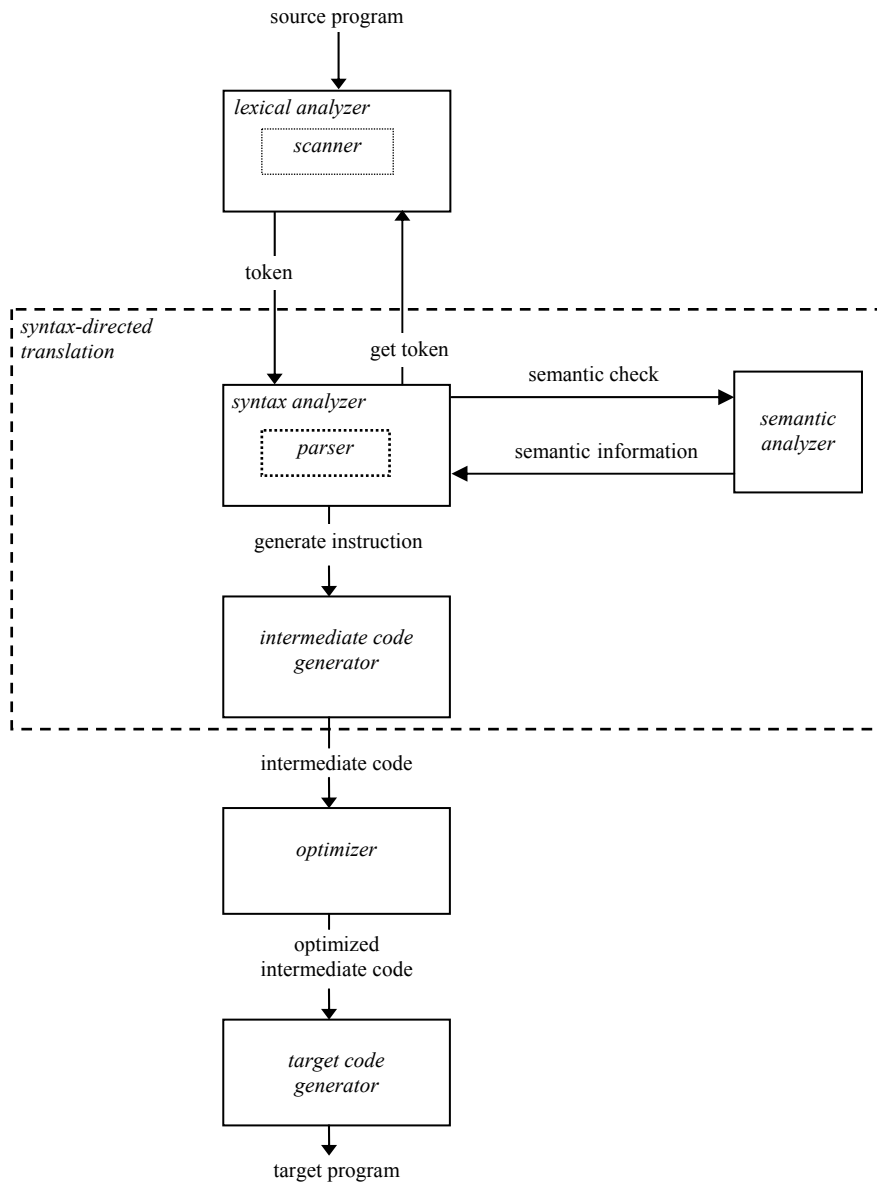 source program
lexical analyzer
scanner
token
syntax-directed
translation
get token
semantic check
syntax analyzer
parser
semantic
analyzer
semantic information
generate instruction
intermediate code
generator
intermediate code
optimizer
optimized
intermediate code
target code
generator
target program